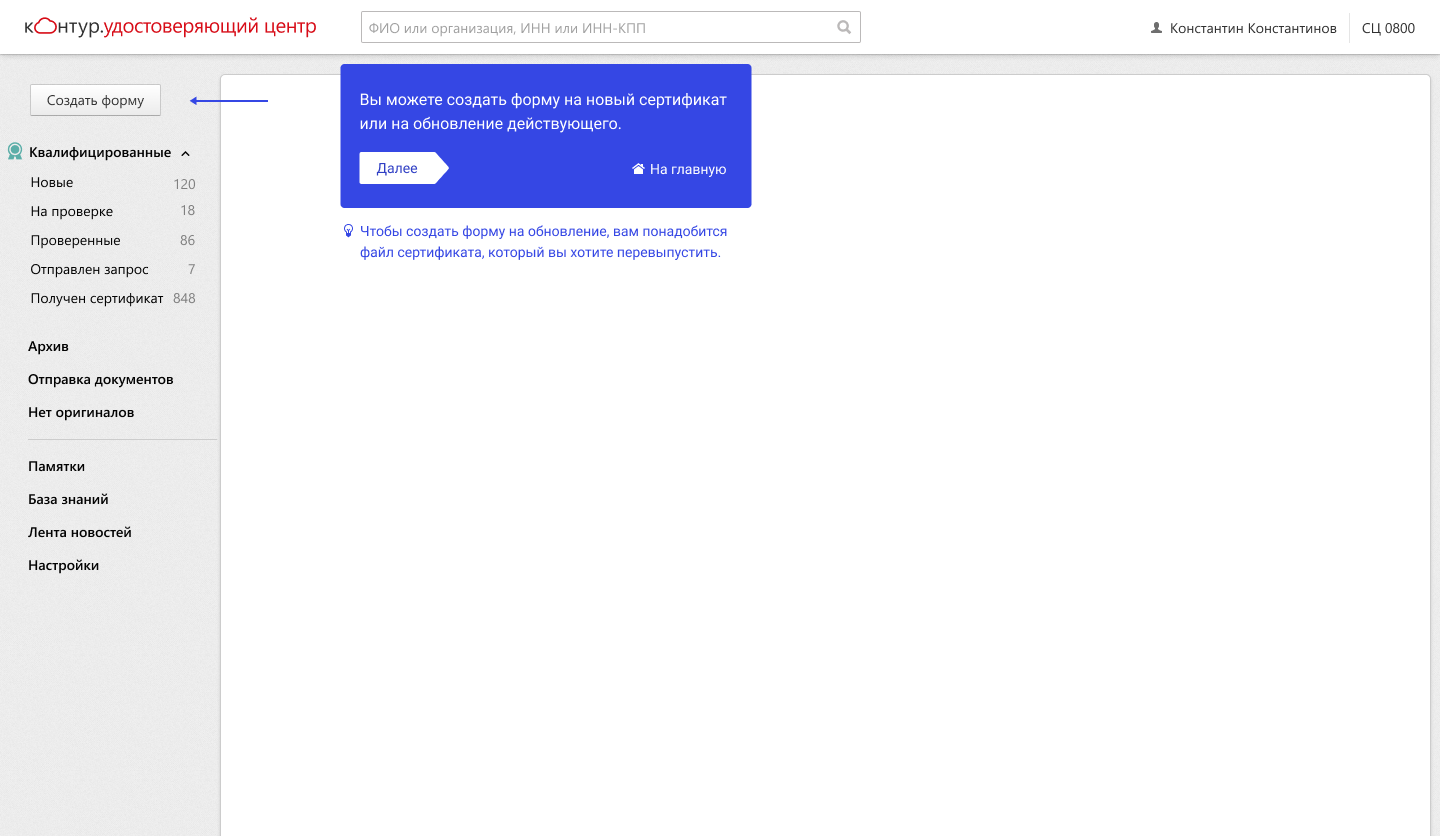 контур.удостоверяющий центр
ФИО или организация, ИНН или ИНН-КПП
Константин Константинов
СЦ 0800
Создать форму
Вы можете создать форму на новый сертификат
или на обновление действующего.
Далее
На главную
Чтобы создать форму на обновление, вам понадобится
файл сертификата, который вы хотите перевыпустить.
Квалифицированные
Новые 120
На проверке 18
Проверенные 86
Отправлен запрос 7
Получен сертификат 848
Архив
Отправка документов
Нет оригиналов
Памятки
База знаний
Лента новостей
Настройки